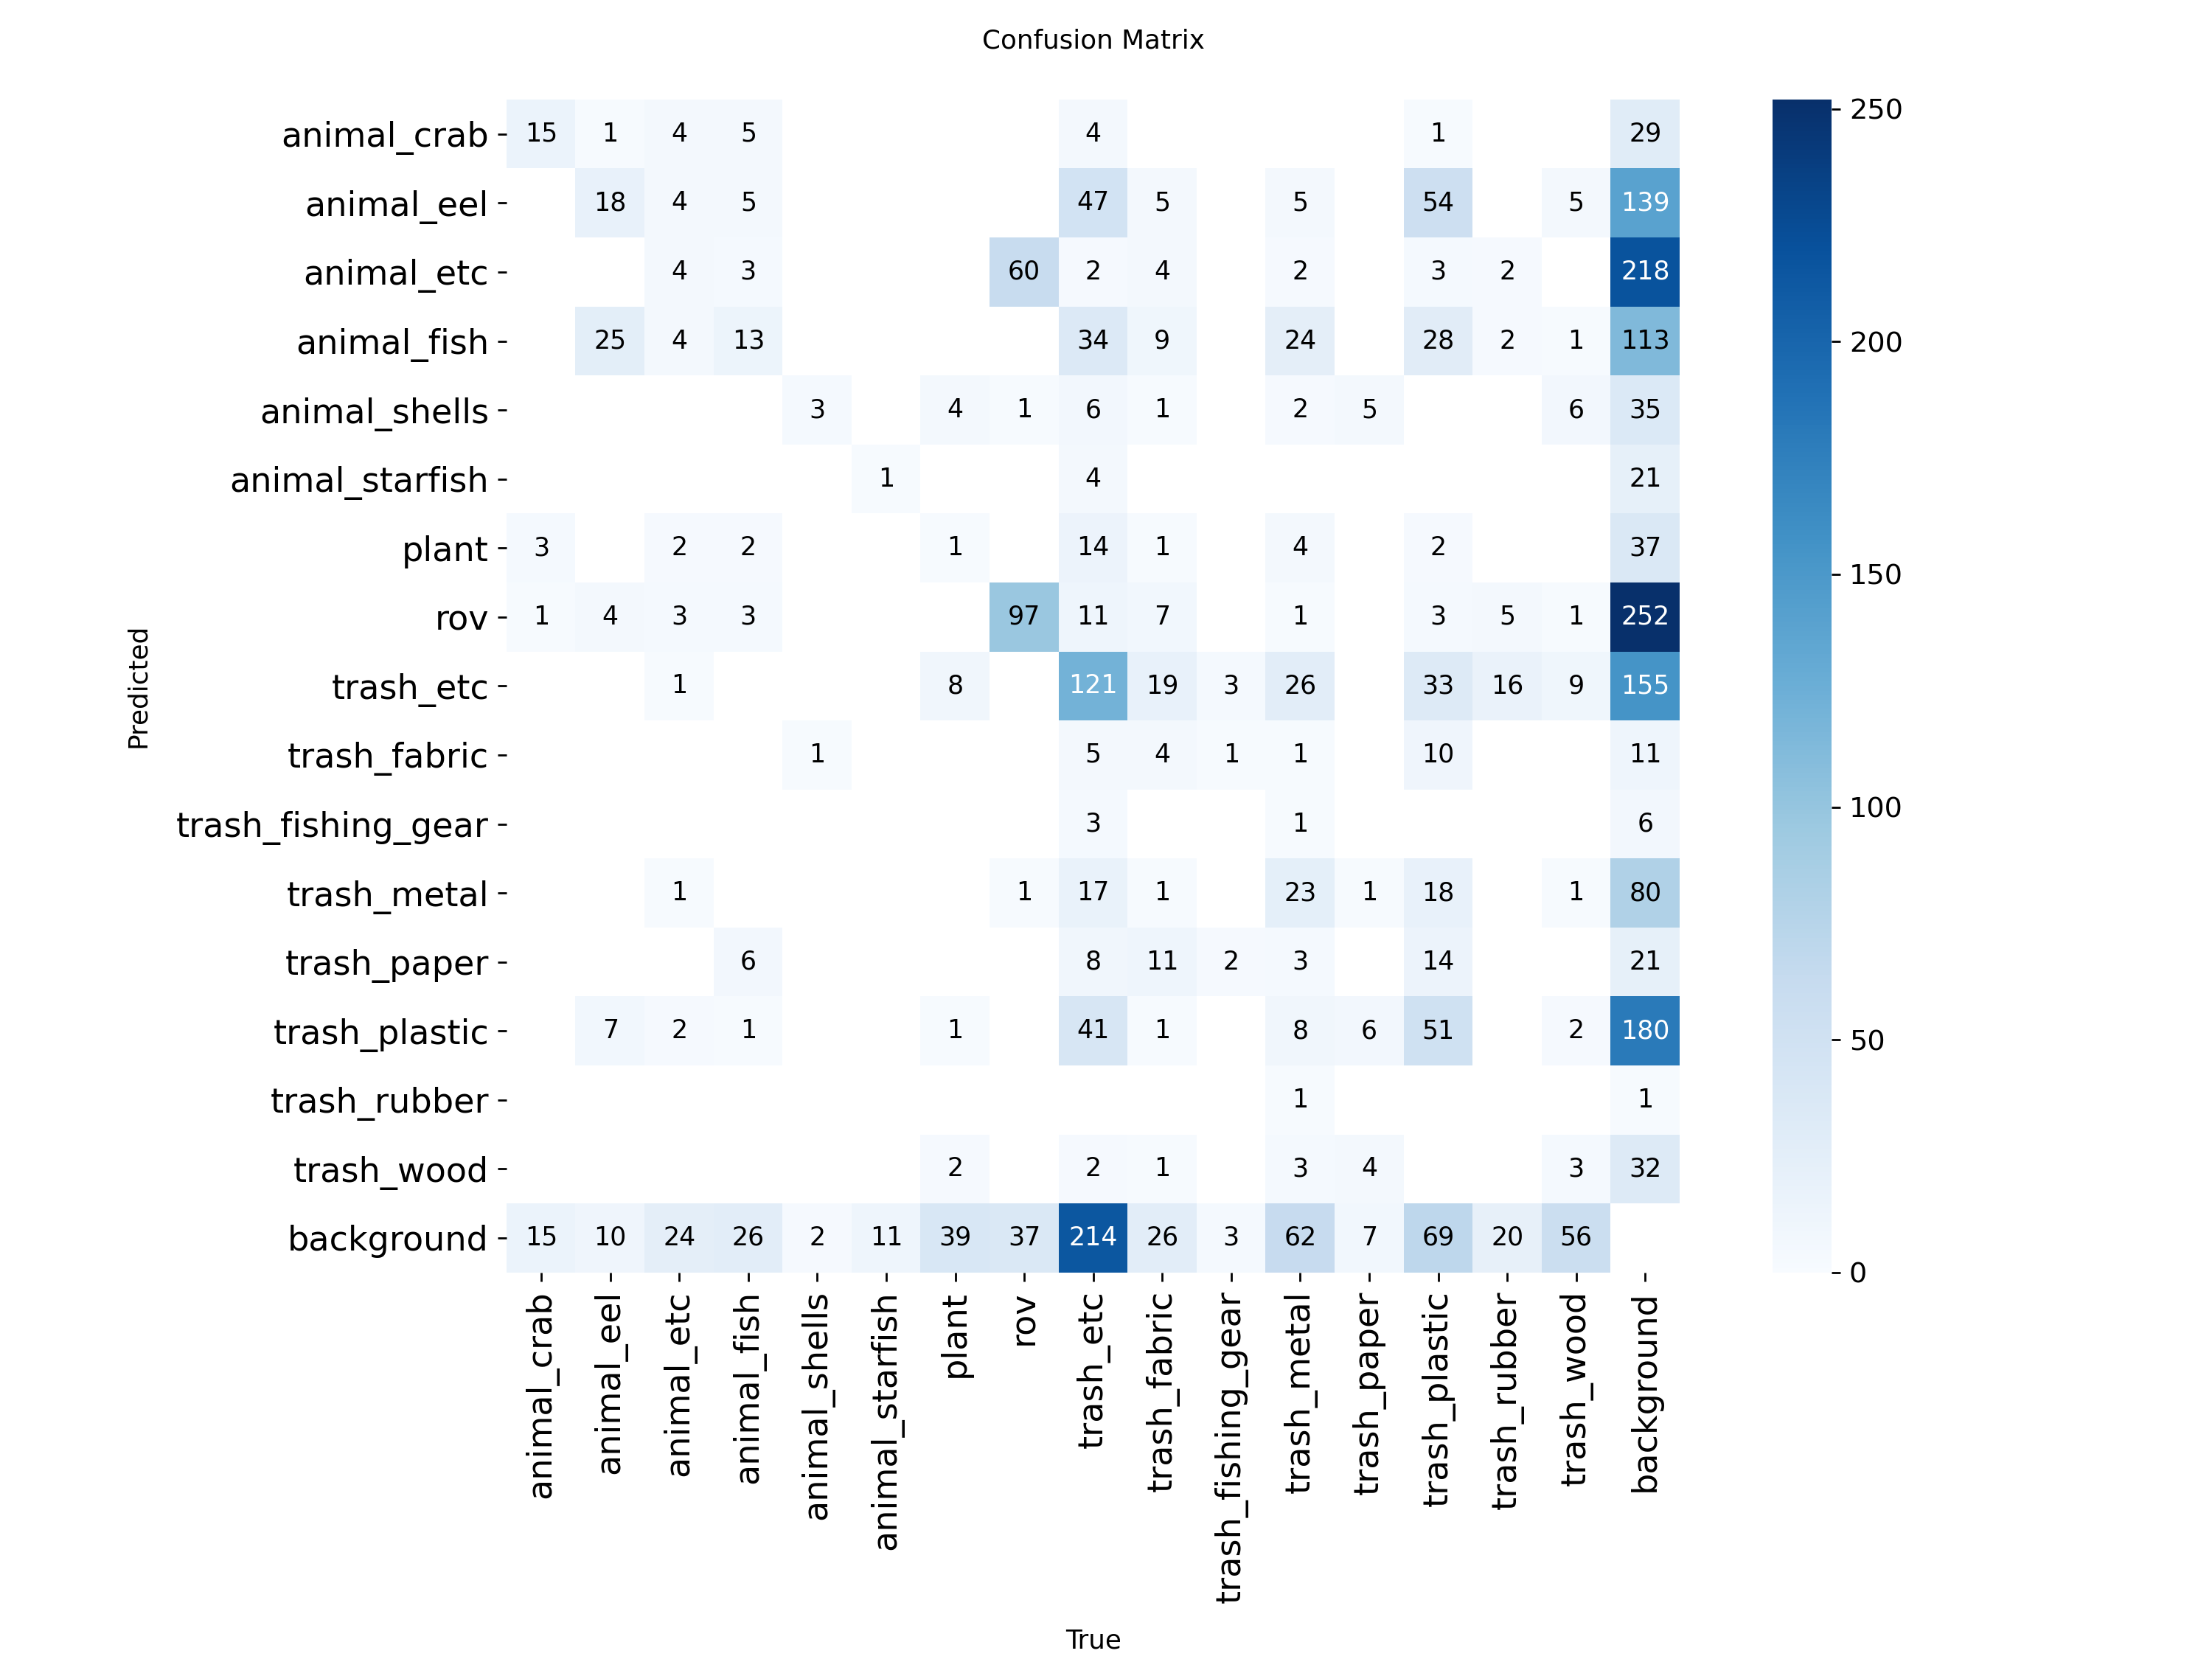 Confusion Matrix
animal_crab 15 1 4 5 4 1 29
animal_eel 18 4 5 47 5 5 54 5 139
animal_etc 4 3 60 2 4 2 3 2 218
animal_fish 25 4 13 34 9 24 28 2 1 113
animal_shells 3 4 1 6 1 2 5 6 35
animal_starfish 1 4 21
plant 3 2 2 1 14 1 4 2 37
rov 1 4 3 3 97 11 7 1 3 5 1 252
trash_etc 1 8 121 19 3 26 33 16 9 155
trash_fabric 1 5 4 1 1 10 11
trash_fishing_gear 3 1 6
trash_metal 1 1 17 1 23 1 18 1 80
trash_paper 6 8 11 2 3 14 21
trash_plastic 7 2 1 1 41 1 8 6 51 2 180
trash_rubber 1 1
trash_wood 2 2 1 3 4 3 32
background 15 10 24 26 2 11 39 37 214 26 3 62 7 69 20 56
animal_crab
animal_eel
animal_etc
animal_fish
animal_shells
animal_starfish
plant
rov
trash_etc
trash_fabric
trash_fishing_gear
trash_metal
trash_paper
trash_plastic
trash_rubber
trash_wood
background
True
Predicted
250
200
150
100
50
0